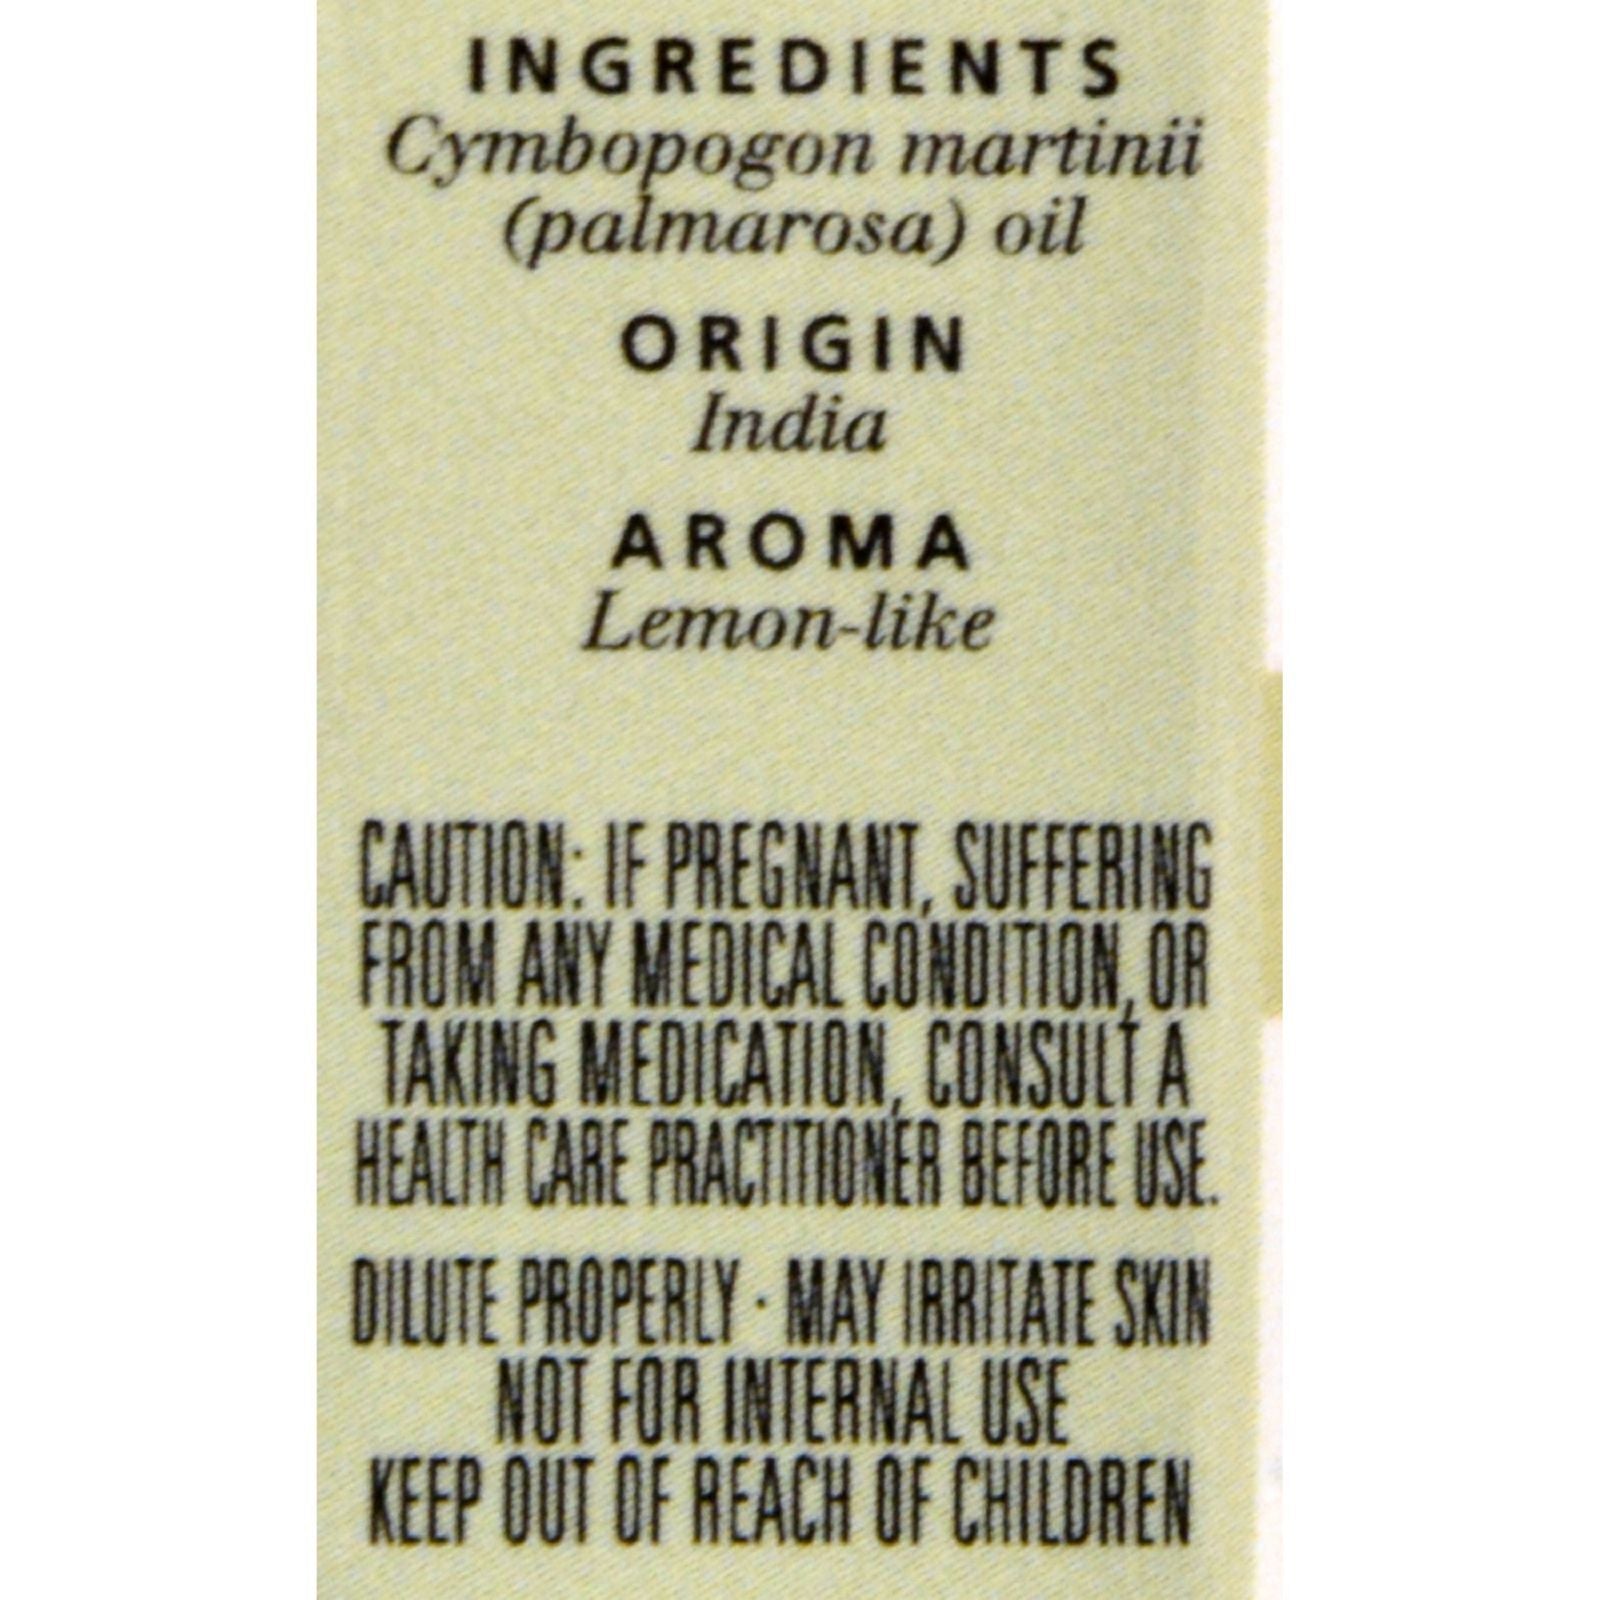 INGREDIENTS
Cymbopogon martinii
(palmarosa) oil
ORIGIN
India
AROMA
Lemon-like
CAUTION: IF PREGNANT, SUFFERING
FROM ANY MEDICAL CONDITION, OR
TAKING MEDICATION, CONSULT A
HEALTH CARE PRACTITIONER BEFORE USE.
DILUTE PROPERLY · MAY IRRITATE SKIN
NOT FOR INTERNAL USE
KEEP OUT OF REACH OF CHILDREN